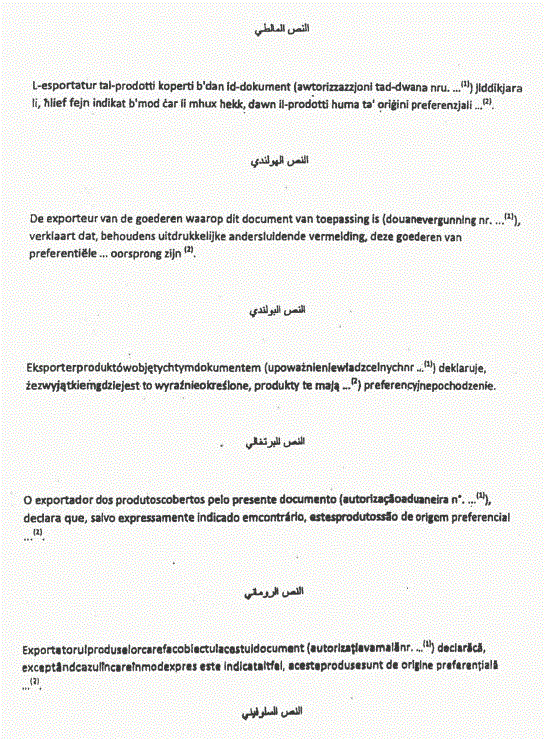 النص المالطي
L-esportatur tal-prodotti koperti b'dan id-dokument (awtorizzazzjoni tad-dwana nru. ...(1)) jiddikjara
li, ħlief fejn indikat b'mod ċar li mhux hekk, dawn il-prodotti huma ta' oriġini preferenzjali ...(2).
النص الهولندي
De exporteur van de goederen waarop dit document van toepassing is (douanevergunning nr. ...(1)),
verklaart dat, behoudens uitdrukkelijke andersluidende vermelding, deze goederen van
preferentiële ... oorsprong zijn (2).
النص البولندي
Eksporterproduktówobjętychtymdokumentem (upoważnieniewładzcelnychnr ...(1)) deklaruje,
żezwyjątkiemgdziejest to wyraźnieokreślone, produkty te mają ...(2) preferencyjnepochodzenie.
النص للبرتغالي
O exportador dos produtoscobertos pelo presente documento (autorizaçãoaduaneira n°. ...(1)),
declara que, salvo expressamente indicado emcontrário, estesprodutossão de origem preferencial
...(2).
النص الروماني
Exportatorulproduselorcarefacobiectulacestuidocument (autorizaţiavamalănr. ...(1)) declarăcă,
exceptândcazulîncareînmodexpres este indicataltfel, acesteprodusesunt de origine preferenţială
...(2).
النص السلوفيني